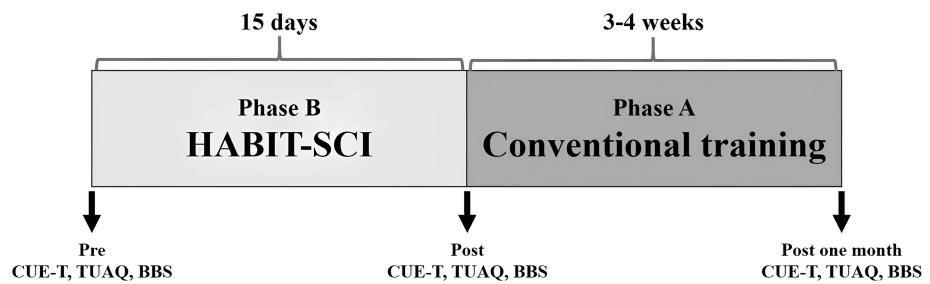 15 days
3-4 weeks
Phase B
HABIT-SCI
Phase A
Conventional training
Pre
CUE-T, TUAQ, BBS
Post
CUE-T, TUAQ, BBS
Post one month
CUE-T, TUAQ, BBS